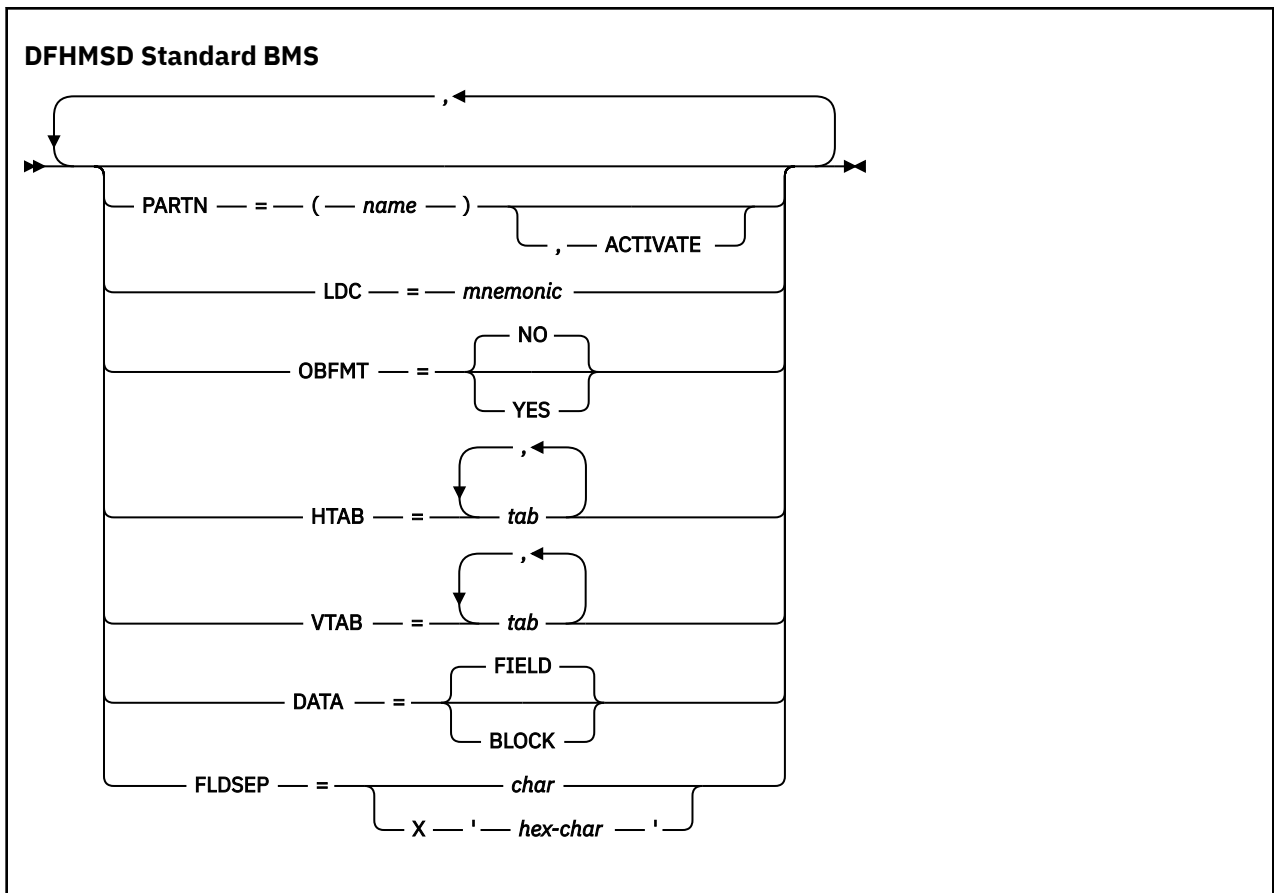 DFHMSD Standard BMS
,
PARTN = ( name )
, ACTIVATE
LDC = mnemonic
NO
OBFMT =
YES
,
HTAB = tab
,
VTAB = tab
FIELD
DATA =
BLOCK
FLDSEP = char
X ' hex-char '